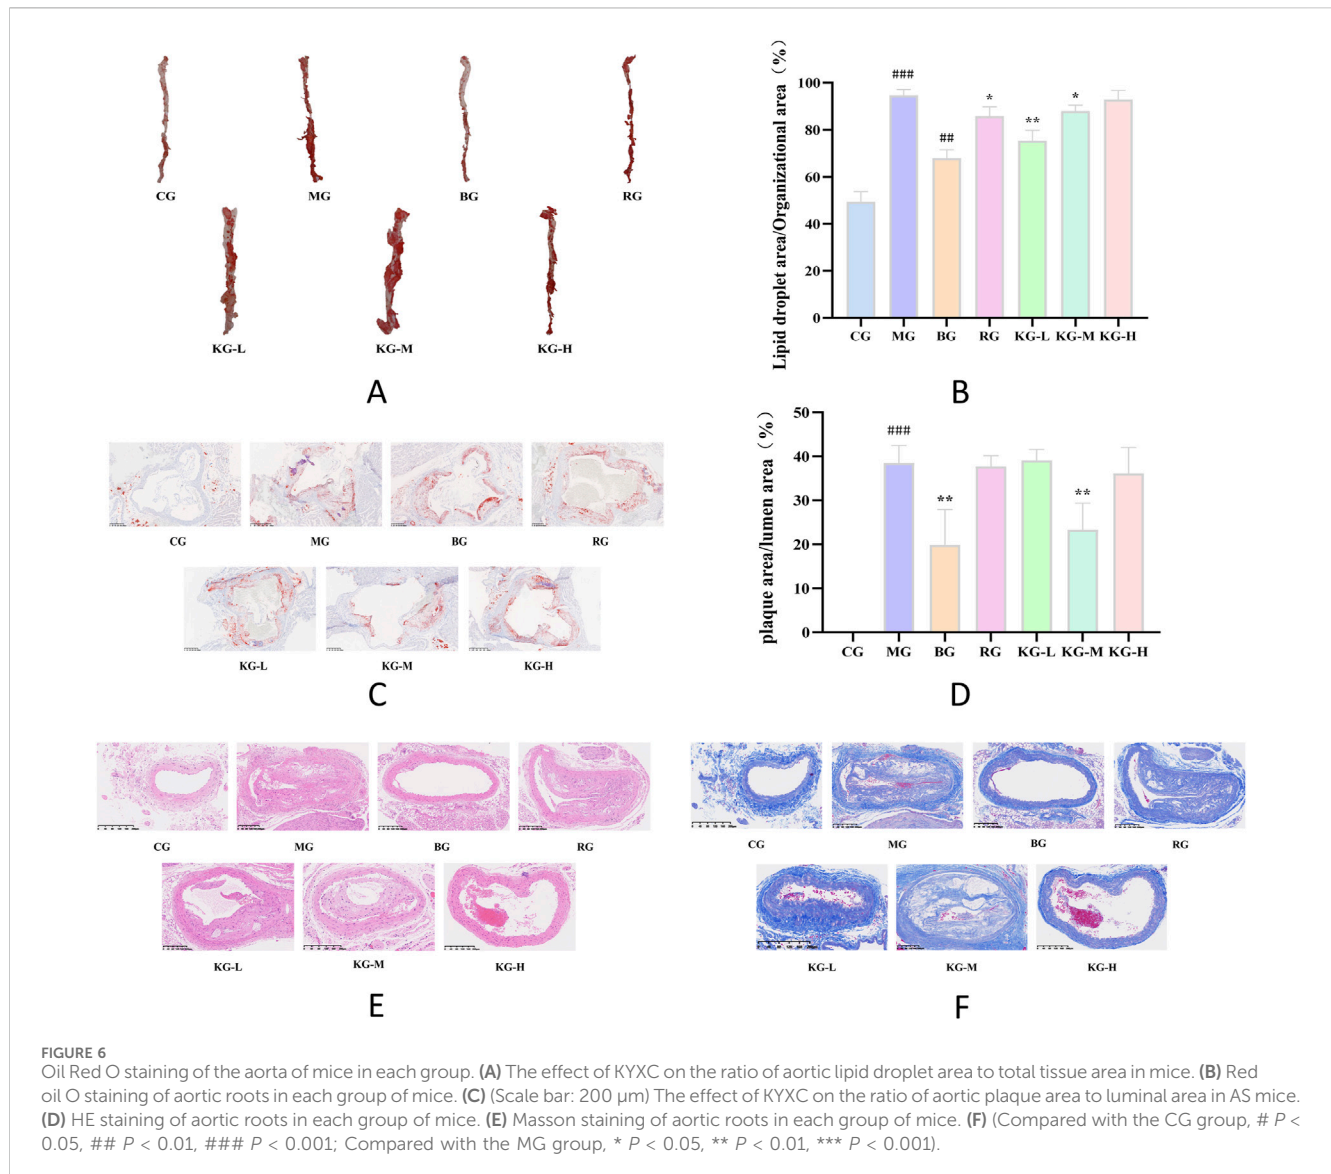 CG
MG
BG
RG
KG-L
KG-M
KG-H
A
Lipid droplet area/Organizational area (%)
100
80
60
40
20
0
###
##
*
**
*
CG
MG
BG
RG
KG-L
KG-M
KG-H
B
CG
MG
BG
RG
KG-L
KG-M
KG-H
C
plaque area/lumen area (%)
50
40
30
20
10
0
###
**
**
CG
MG
BG
RG
KG-L
KG-M
KG-H
D
CG
MG
BG
RG
KG-L
KG-M
KG-H
E
CG
MG
BG
RG
KG-L
KG-M
KG-H
F
FIGURE 6
Oil Red O staining of the aorta of mice in each group. (A) The effect of KYXC on the ratio of aortic lipid droplet area to total tissue area in mice. (B) Red
oil O staining of aortic roots in each group of mice. (C) (Scale bar: 200 μm) The effect of KYXC on the ratio of aortic plaque area to luminal area in AS mice.
(D) HE staining of aortic roots in each group of mice. (E) Masson staining of aortic roots in each group of mice. (F) (Compared with the CG group, # P <
0.05, ## P < 0.01, ### P < 0.001; Compared with the MG group, * P < 0.05, ** P < 0.01, *** P < 0.001).